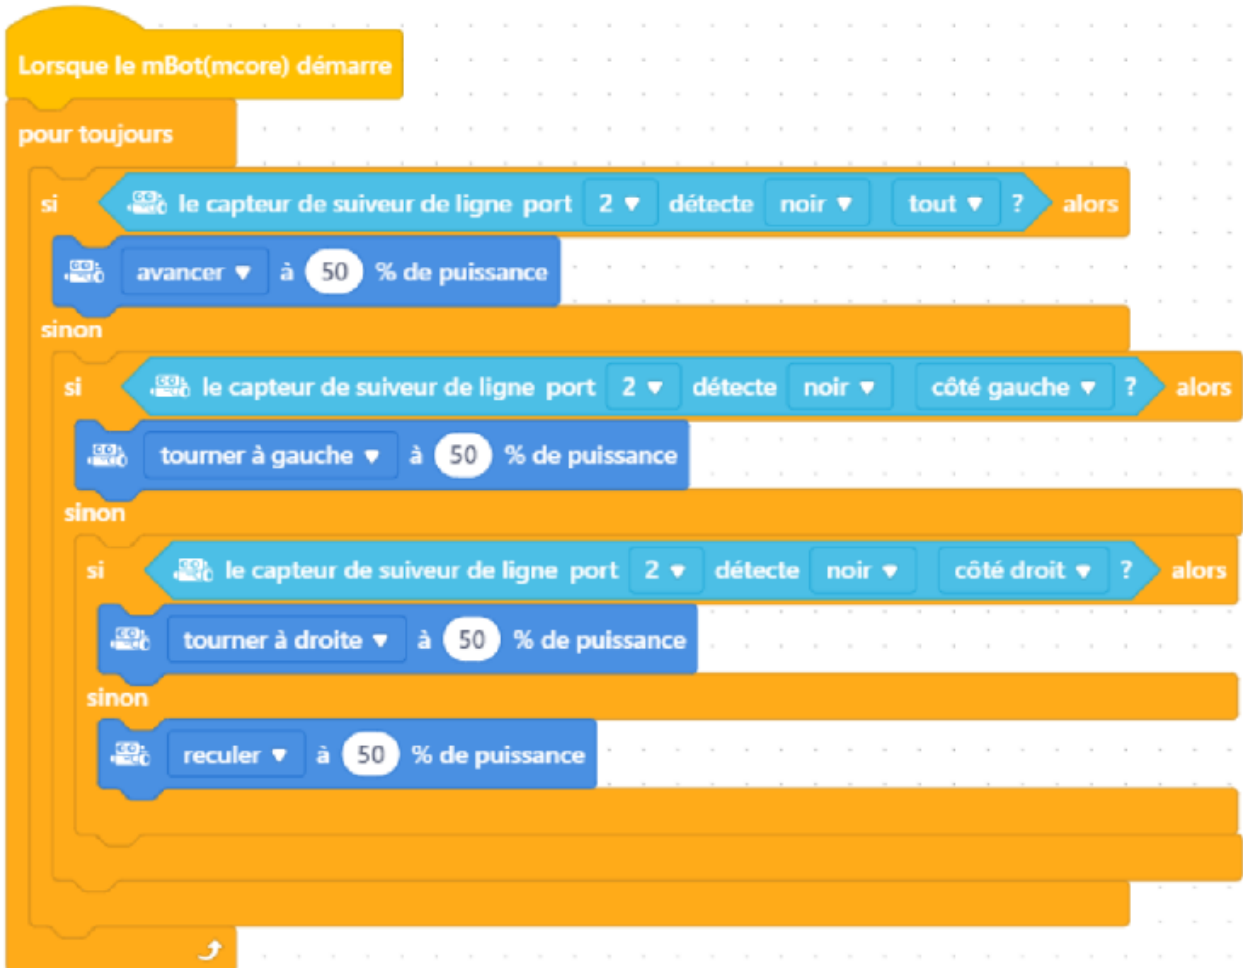 Lorsque le mBot(mcore) démarre
pour toujours
si le capteur de suiveur de ligne port 2 détecte noir tout ? alors
avancer à 50 % de puissance
sinon
si le capteur de suiveur de ligne port 2 détecte noir côté gauche ? alors
tourner à gauche à 50 % de puissance
sinon
si le capteur de suiveur de ligne port 2 détecte noir côté droit ? alors
tourner à droite à 50 % de puissance
sinon
reculer à 50 % de puissance